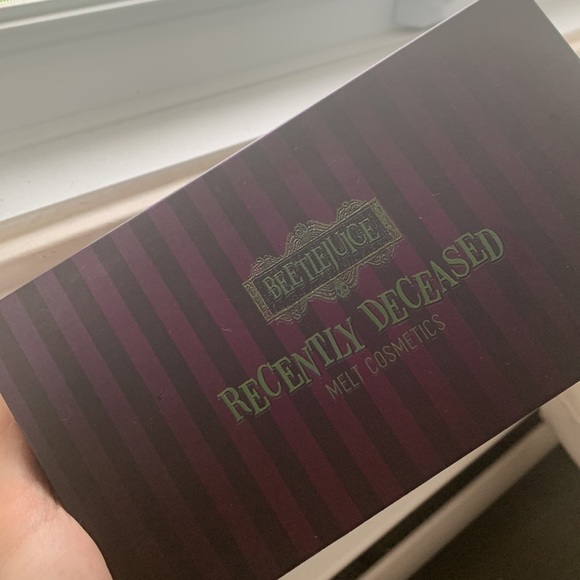 BEETLEJUICE
RECENTLY DECEASED
MELT COSMETICS